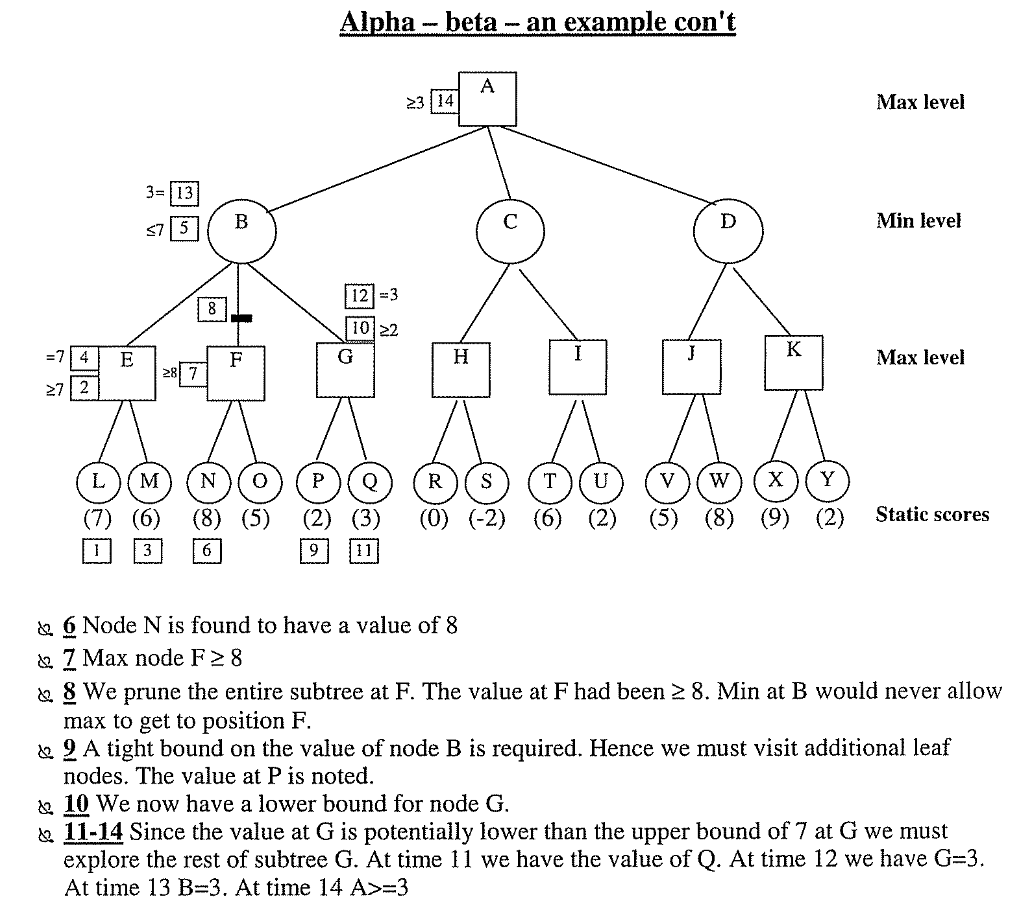 Alpha – beta – an example con't
A
≥3 14
Max level
3= 13
≤7 5
B
C
D
Min level
8
12 =3
10 ≥2
=7 4
≥7 2
E
≥8 7
F
G
H
I
J
K
Max level
L M N O P Q R S T U V W X Y
(7) (6) (8) (5) (2) (3) (0) (-2) (6) (2) (5) (8) (9) (2)
Static scores
1 3 6 9 11
6 Node N is found to have a value of 8
7 Max node F ≥ 8
8 We prune the entire subtree at F. The value at F had been ≥ 8. Min at B would never allow
max to get to position F.
9 A tight bound on the value of node B is required. Hence we must visit additional leaf
nodes. The value at P is noted.
10 We now have a lower bound for node G.
11-14 Since the value at G is potentially lower than the upper bound of 7 at G we must
explore the rest of subtree G. At time 11 we have the value of Q. At time 12 we have G=3.
At time 13 B=3. At time 14 A>=3